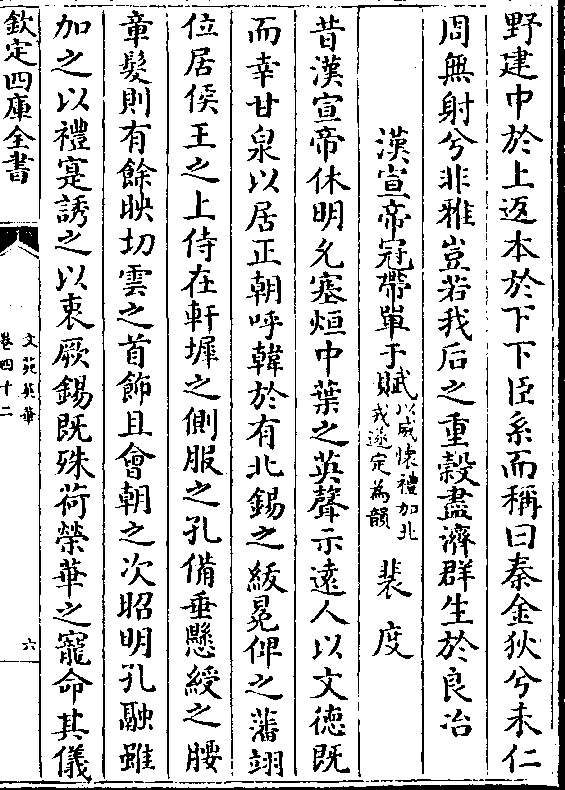 野建中於上返本於下下臣系而稱曰秦金狄兮未仁
周無射兮非雅豈若我后之重穀盡濟群生於良冶
漢宣帝冠帶單于賦以威懷禮加北戎遂定為韻 裴度
昔漢宣帝休明允塞烜中葉之英聲示遠人以文德既
而幸甘泉以居正朝呼韓於有北錫之紱冕俾之藩翊
位居侯王之上侍在軒墀之側服之孔備垂懸綬之腰
童髮則有餘映切雲之首飾且會朝之次昭明孔融雖
加之以禮寔誘之以衷厥錫既殊荷榮華之寵命其儀
欽定四庫全書
文苑英華
卷四十二
六